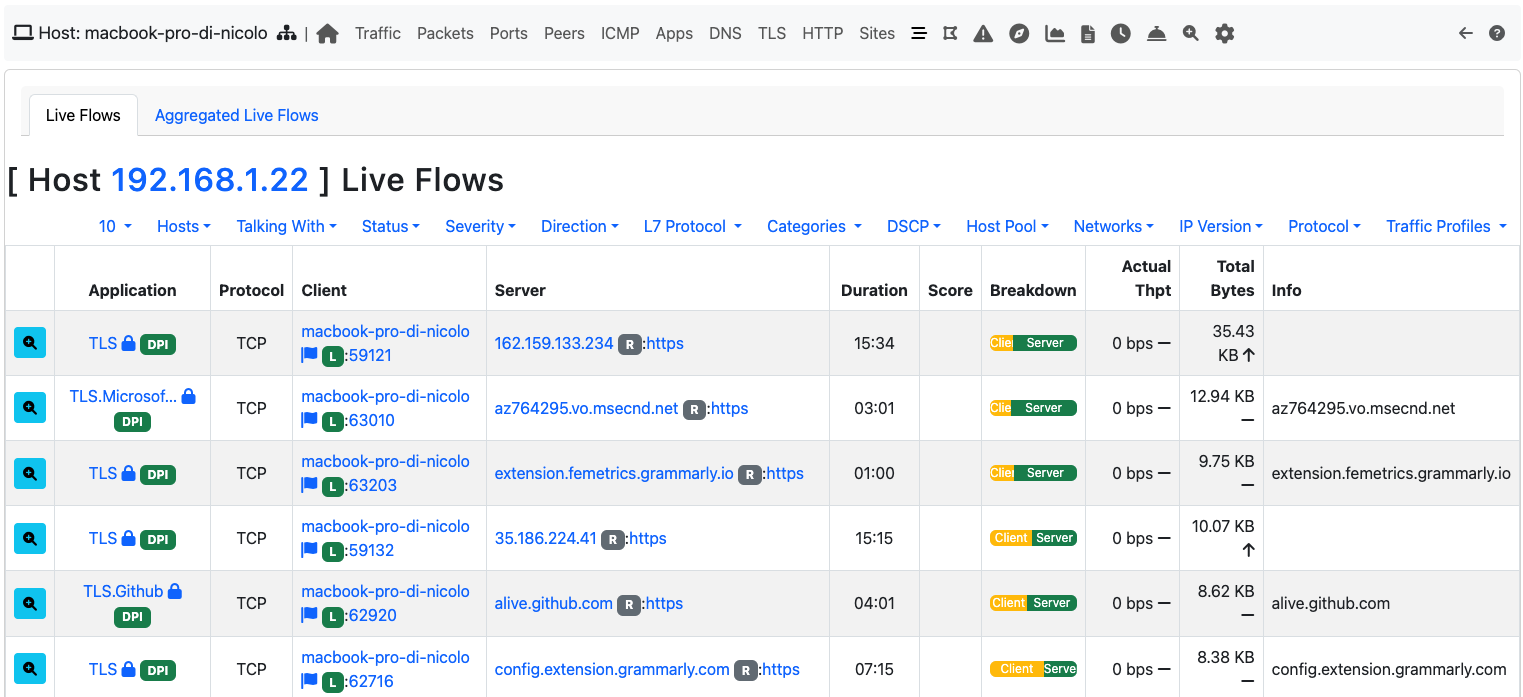 Host: macbook-pro-di-nicolo | Traffic Packets Ports Peers ICMP Apps DNS TLS HTTP Sites
Live Flows Aggregated Live Flows
[ Host 192.168.1.22 ] Live Flows
10 Hosts Talking With Status Severity Direction L7 Protocol Categories DSCP Host Pool Networks IP Version Protocol Traffic Profiles
Application Protocol Client Server Duration Score Breakdown Actual Thpt Total Bytes Info
TLS DPI TCP macbook-pro-di-nicolo L :59121 162.159.133.234 R :https 15:34 Clie Server 0 bps — 35.43 KB ↑
TLS.Microsof... DPI TCP macbook-pro-di-nicolo L :63010 az764295.vo.msecnd.net R :https 03:01 Clie Server 0 bps — 12.94 KB — az764295.vo.msecnd.net
TLS DPI TCP macbook-pro-di-nicolo L :63203 extension.femetrics.grammarly.io R :https 01:00 Clie Server 0 bps — 9.75 KB — extension.femetrics.grammarly.io
TLS DPI TCP macbook-pro-di-nicolo L :59132 35.186.224.41 R :https 15:15 Client Server 0 bps — 10.07 KB ↑
TLS.Github DPI TCP macbook-pro-di-nicolo L :62920 alive.github.com R :https 04:01 Client Server 0 bps — 8.62 KB — alive.github.com
TLS DPI TCP macbook-pro-di-nicolo L :62716 config.extension.grammarly.com R :https 07:15 Client Serve 0 bps — 8.38 KB — config.extension.grammarly.com